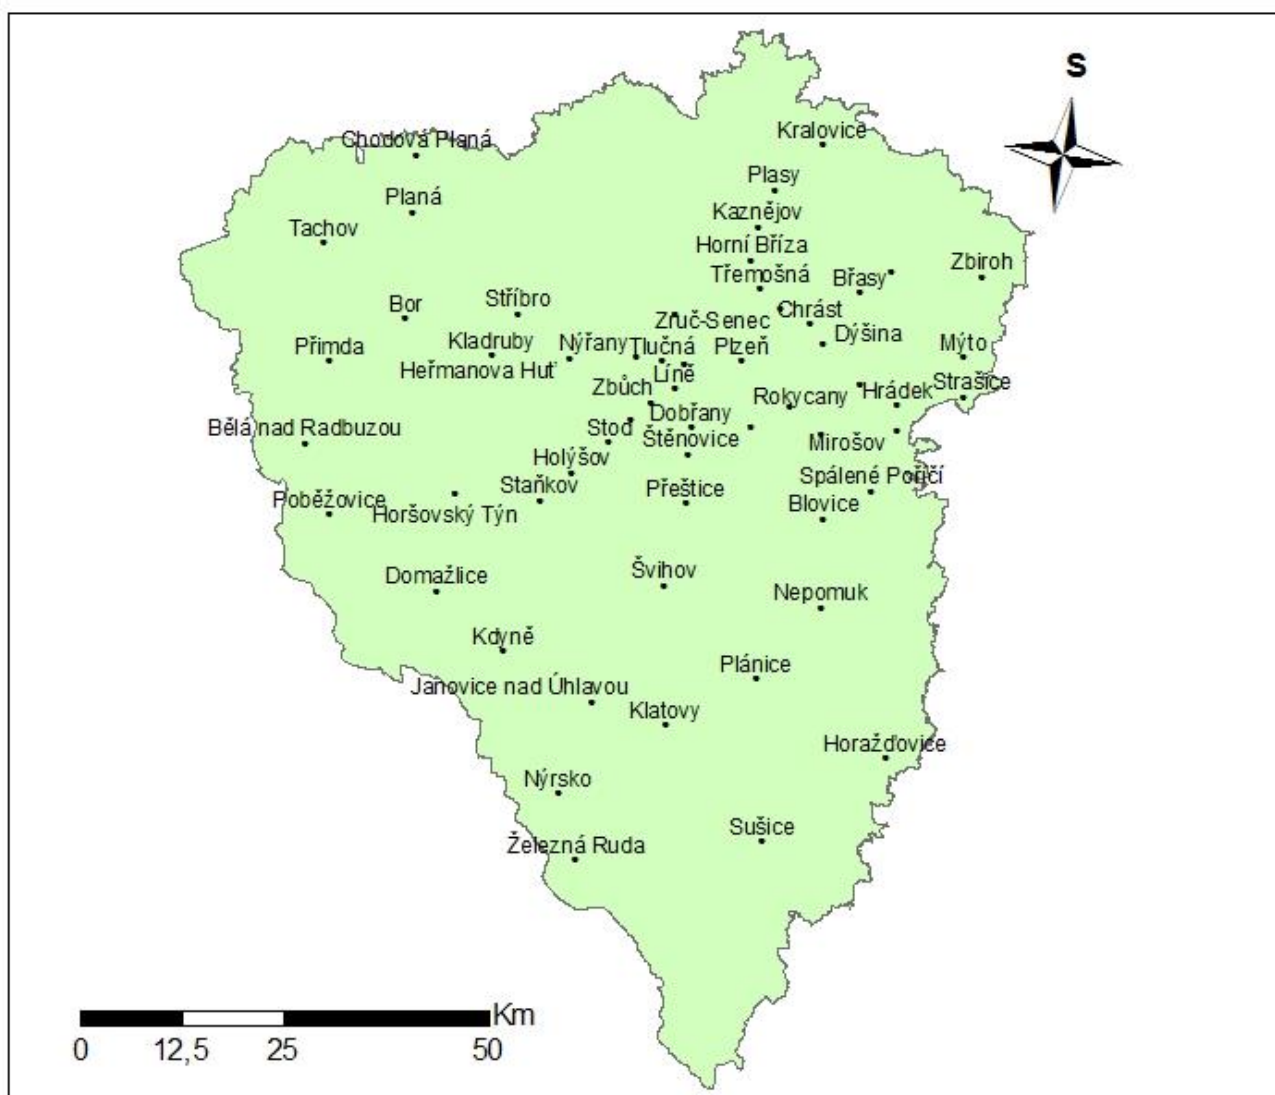 S
Kralovice
Chodová Planá
Plasy
Planá
Kaznějov
Tachov
Horní Bříza
Zbiroh
Třemošná
Břasy
Stříbro
Bor
Chrást
Zruč-Senec
Dýšina
Kladruby
Nýřany
Tlučná
Plzeň
Mýto
Přimda
Heřmanova Huť
Líně
Strašice
Zbůch
Hrádek
Rokycany
Dobřany
Bělá nad Radbuzou
Stod
Štěnovice
Mirošov
Holýšov
Spálené Poříčí
Staňkov
Přeštice
Poběžovice
Blovice
Horšovský Týn
Švihov
Domažlice
Nepomuk
Kdyně
Plánice
Janovice nad Úhlavou
Klatovy
Horažďovice
Nýrsko
Sušice
Železná Ruda
Km
0 12,5 25 50